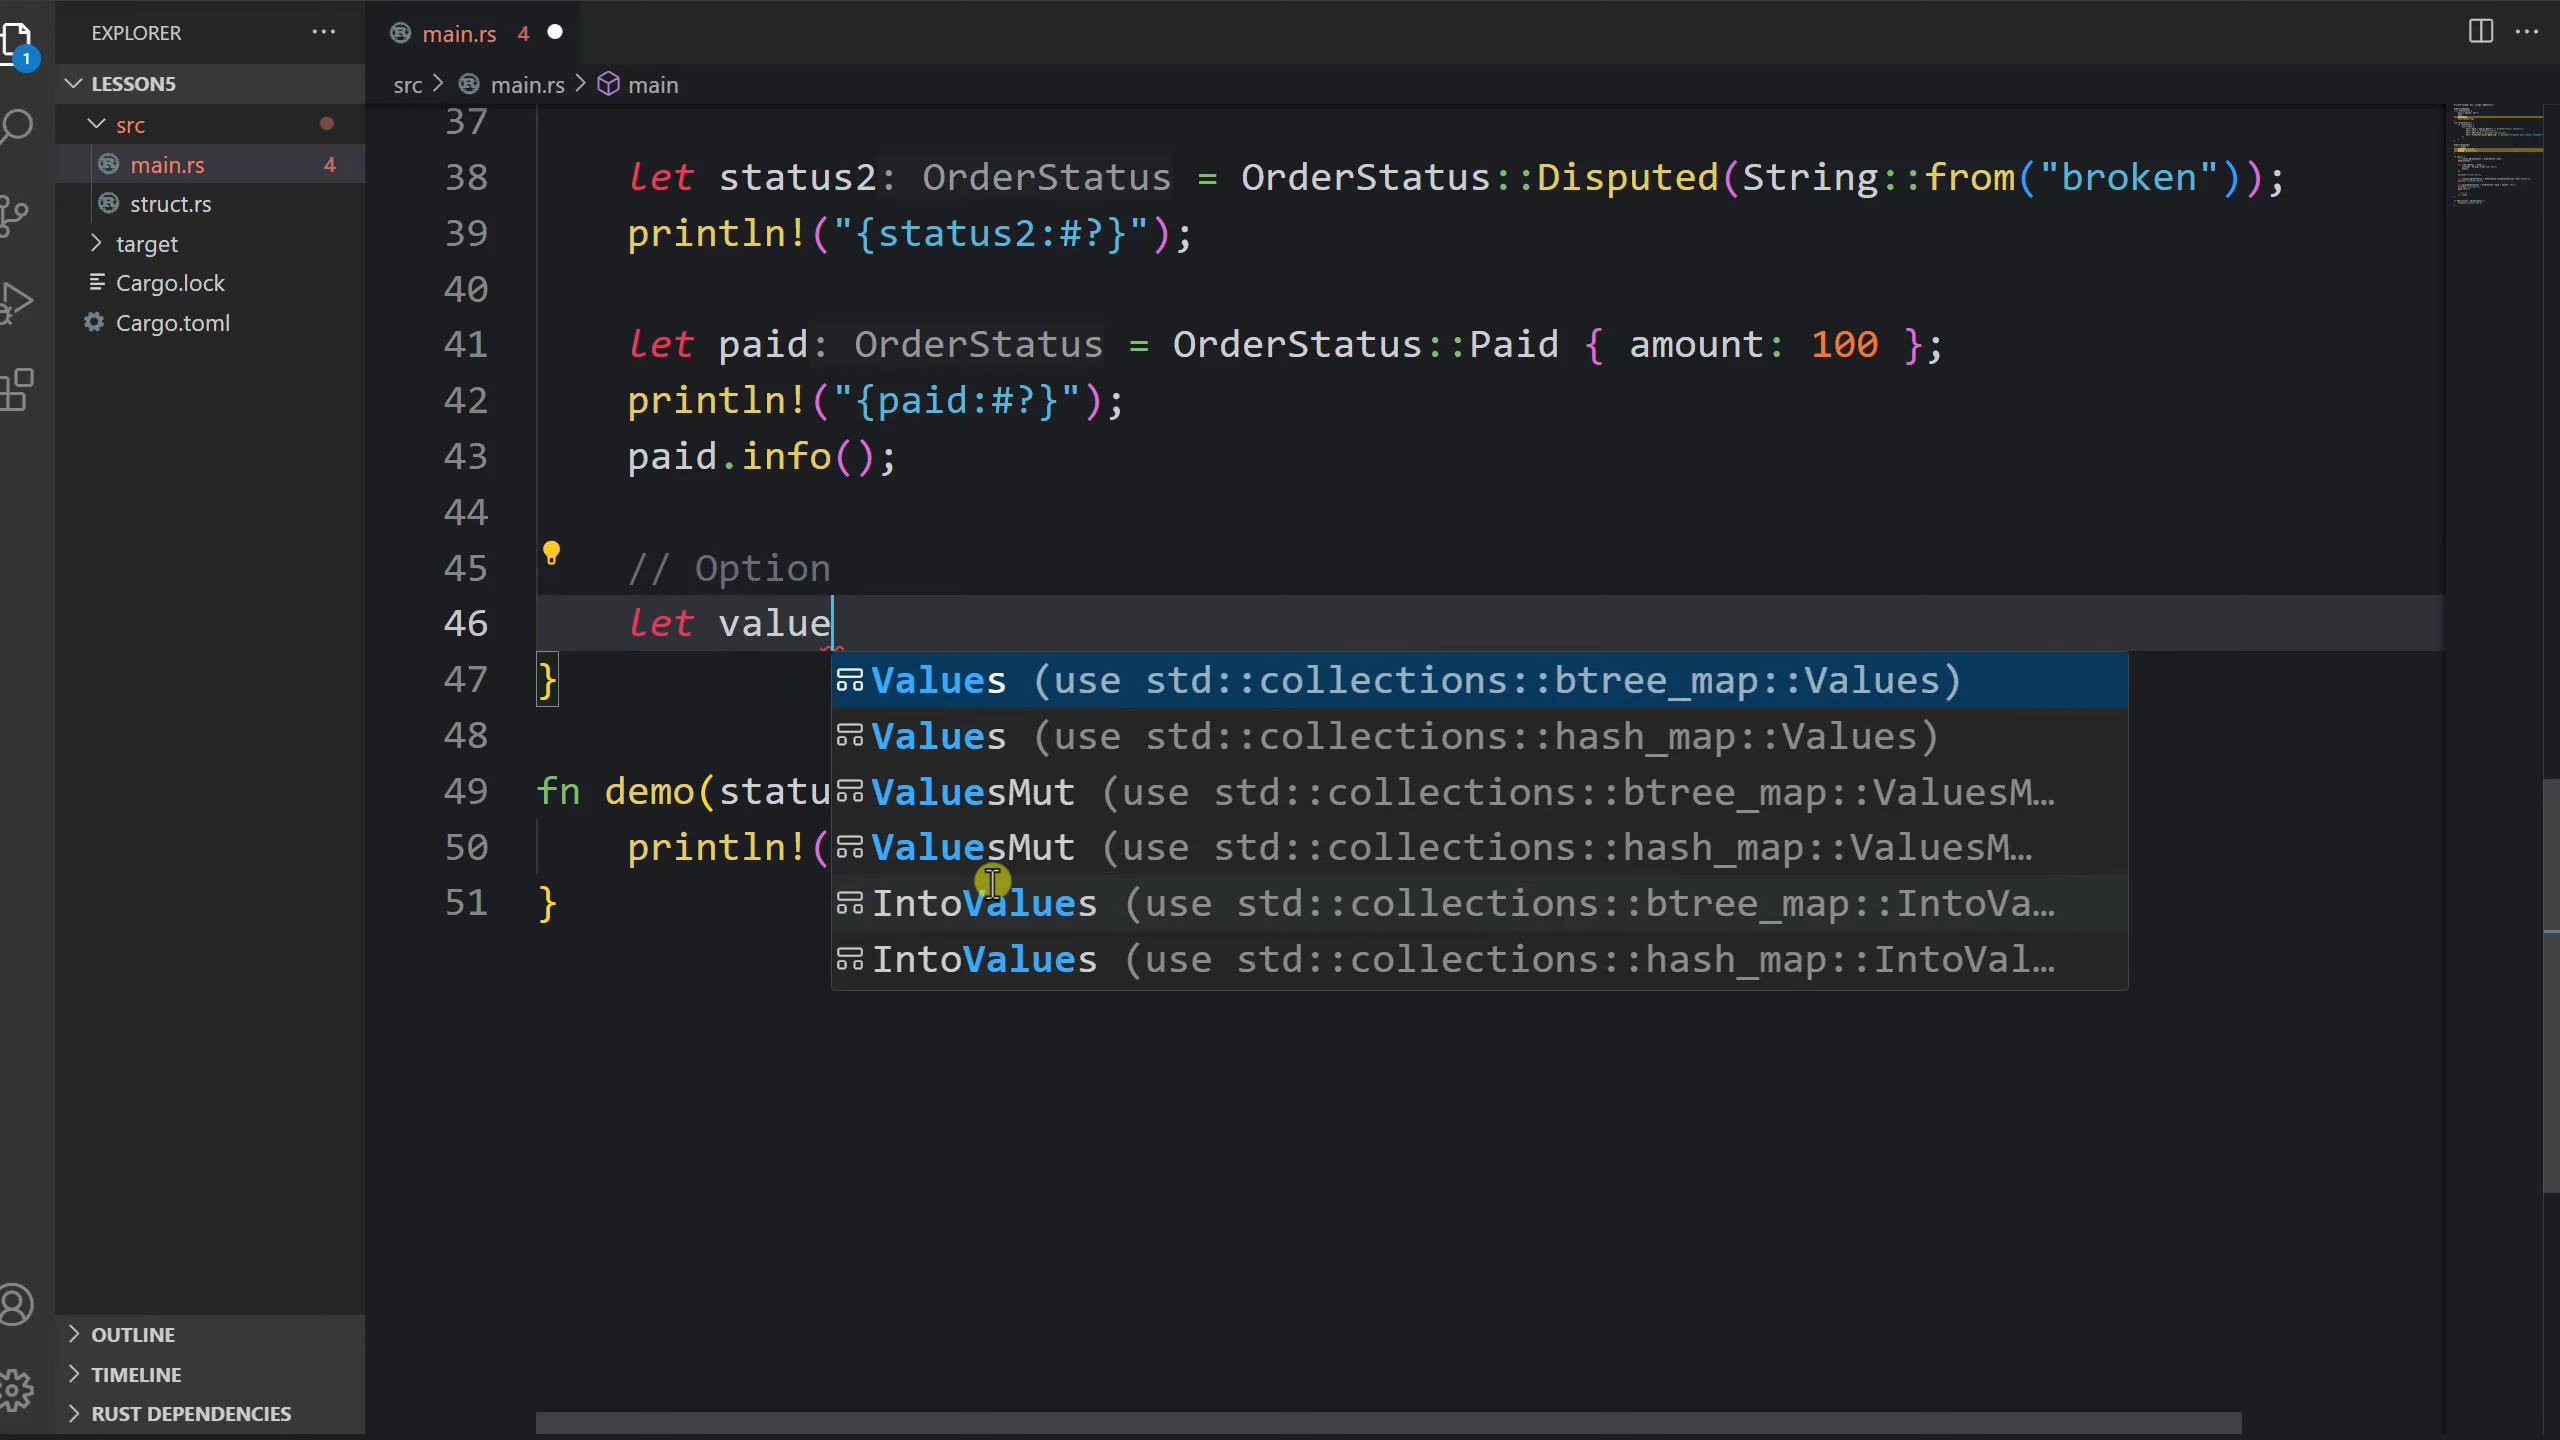 EXPLORER ···
main.rs 4
···
1
LESSON5
src > main.rs > main
src
main.rs 4
struct.rs
target
Cargo.lock
Cargo.toml
37
38 let status2: OrderStatus = OrderStatus::Disputed(String::from("broken"));
39 println!("{status2:#?}");
40
41 let paid: OrderStatus = OrderStatus::Paid { amount: 100 };
42 println!("{paid:#?}");
43 paid.info();
44
45 // Option
46 let value
47 }
48
49 fn demo(statu
50 println!(
51 }
Values (use std::collections::btree_map::Values)
Values (use std::collections::hash_map::Values)
ValuesMut (use std::collections::btree_map::ValuesM…
ValuesMut (use std::collections::hash_map::ValuesM…
IntoValues (use std::collections::btree_map::IntoVa…
IntoValues (use std::collections::hash_map::IntoVal…
OUTLINE
TIMELINE
RUST DEPENDENCIES